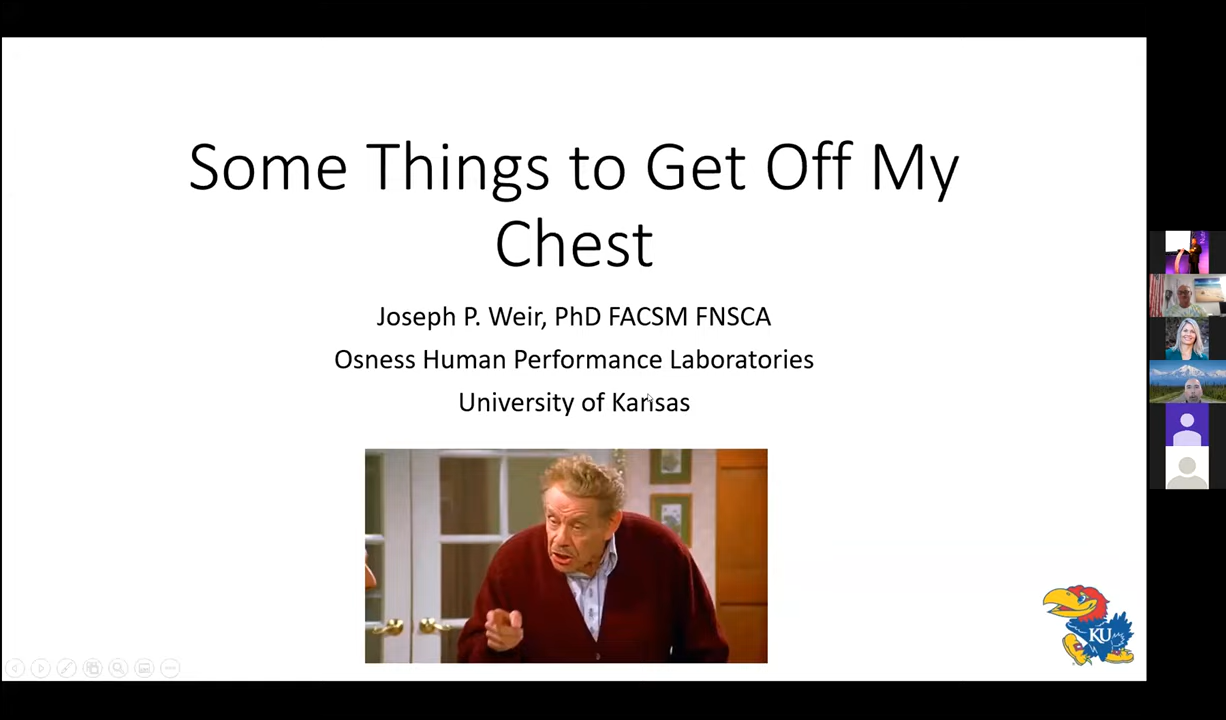 Some Things to Get Off My
Chest
Joseph P. Weir, PhD FACSM FNSCA
Osness Human Performance Laboratories
University of Kansas
KU